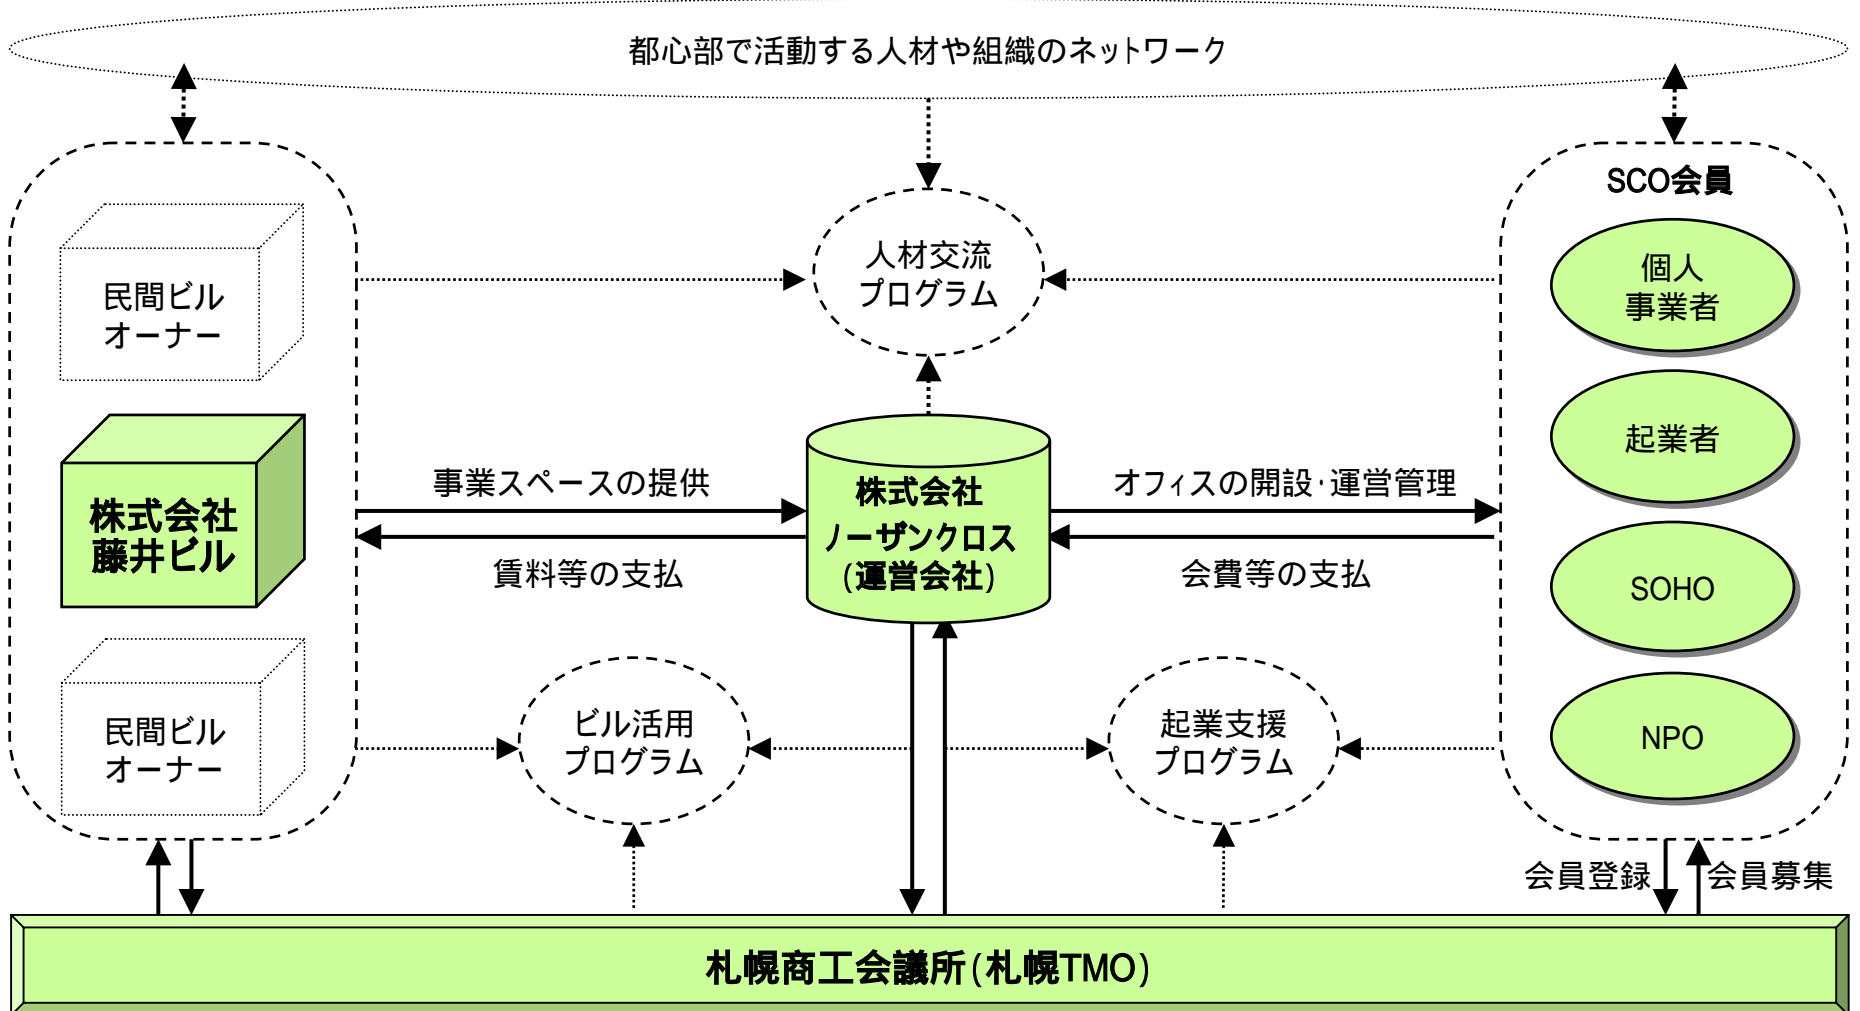 都心部で活動する人材や組織のネットワーク
SCO会員
人材交流
プログラム
民間ビル
オーナー
個人
事業者
起業者
株式会社
藤井ビル
事業スペースの提供
賃料等の支払
株式会社
ノーザンクロス
(運営会社)
オフィスの開設・運営管理
会費等の支払
SOHO
民間ビル
オーナー
ビル活用
プログラム
起業支援
プログラム
NPO
会員登録
会員募集
札幌商工会議所(札幌TMO)